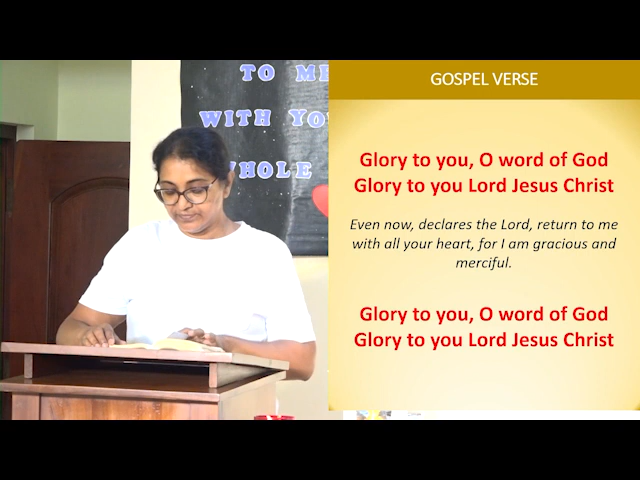 TO ME
WITH YO
WHOLE
GOSPEL VERSE
Glory to you, O word of God
Glory to you Lord Jesus Christ
Even now, declares the Lord, return to me
with all your heart, for I am gracious and
merciful.
Glory to you, O word of God
Glory to you Lord Jesus Christ